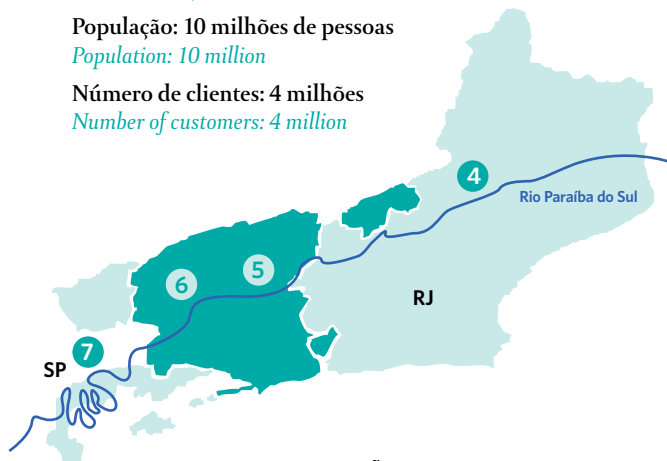 População: 10 milhões de pessoas
Population: 10 million
Número de clientes: 4 milhões
Number of customers: 4 million
4
Rio Paraíba do Sul
5
6
RJ
7
SP